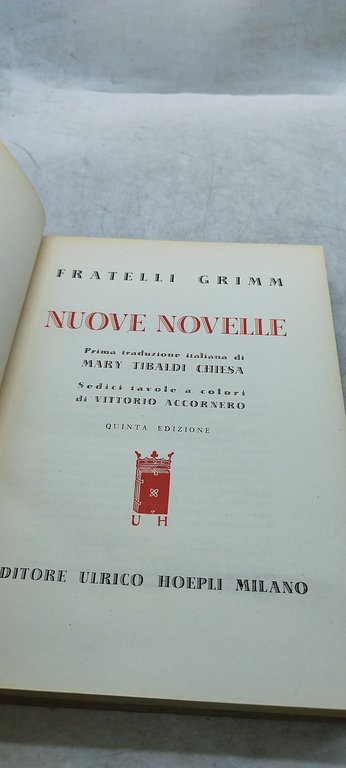 FRATELLI GRIMM
NUOVE NOVELLE
Prima traduzione italiana di
MARY TIBALDI CHIESA
Sedici tavole a colori
di VITTORIO ACCORNERO
QUINTA EDIZIONE
U H
DITORE ULRICO HOEPLI MILANO